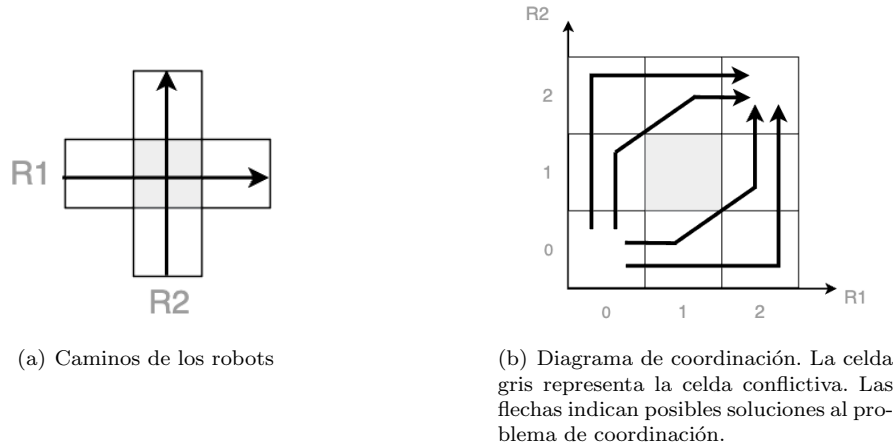 R1
R2
(a) Caminos de los robots
R2
2
1
0
0 1 2
R1
(b) Diagrama de coordinación. La celda
gris representa la celda conflictiva. Las
flechas indican posibles soluciones al pro-
blema de coordinación.